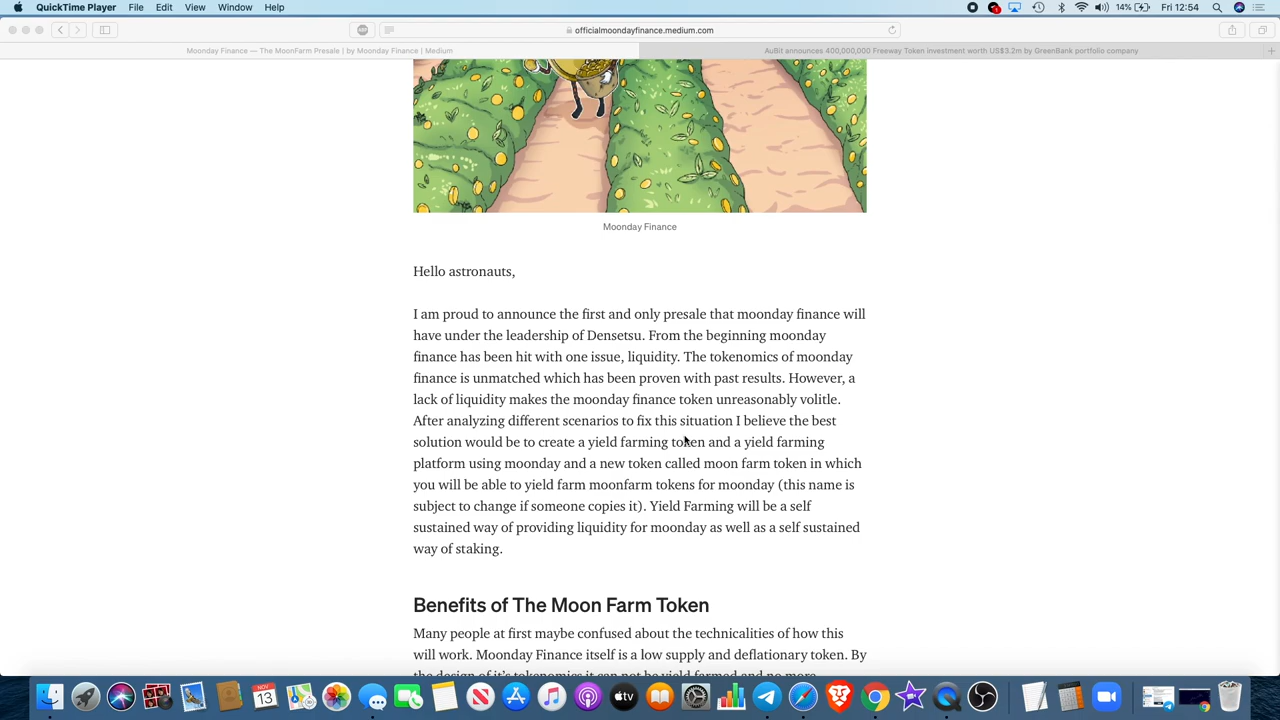 QuickTime Player File Edit View Window Help 14% Fri 12:54
officialmoondayfinance.medium.com
Moonday Finance — The MoonFarm Presale | by Moonday Finance | Medium
AuBit announces 400,000,000 Freeway Token investment worth US$3.2m by GreenBank portfolio company
Moonday Finance
Hello astronauts,
I am proud to announce the first and only presale that moonday finance will
have under the leadership of Densetsu. From the beginning moonday
finance has been hit with one issue, liquidity. The tokenomics of moonday
finance is unmatched which has been proven with past results. However, a
lack of liquidity makes the moonday finance token unreasonably volitle.
After analyzing different scenarios to fix this situation I believe the best
solution would be to create a yield farming token and a yield farming
platform using moonday and a new token called moon farm token in which
you will be able to yield farm moonfarm tokens for moonday (this name is
subject to change if someone copies it). Yield Farming will be a self
sustained way of providing liquidity for moonday as well as a self sustained
way of staking.
Benefits of The Moon Farm Token
Many people at first maybe confused about the technicalities of how this
will work. Moonday Finance itself is a low supply and deflationary token. By
the design of it's tokenomics it can not be yield farmed and no more
NOV
13
tv